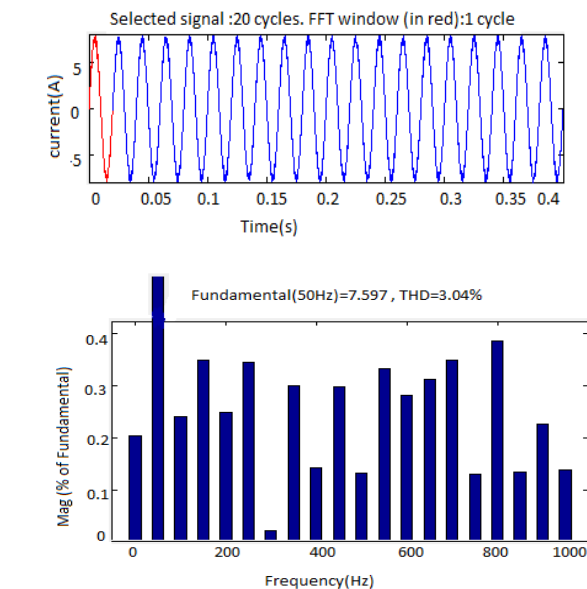 Selected signal :20 cycles. FFT window (in red):1 cycle
current(A)
5
0
-5
0 0.05 0.1 0.15 0.2 0.25 0.3 0.35 0.4
Time(s)
Fundamental(50Hz)=7.597 , THD=3.04%
Mag (% of Fundamental)
0.4
0.3
0.2
0.1
0
0 200 400 600 800 1000
Frequency(Hz)